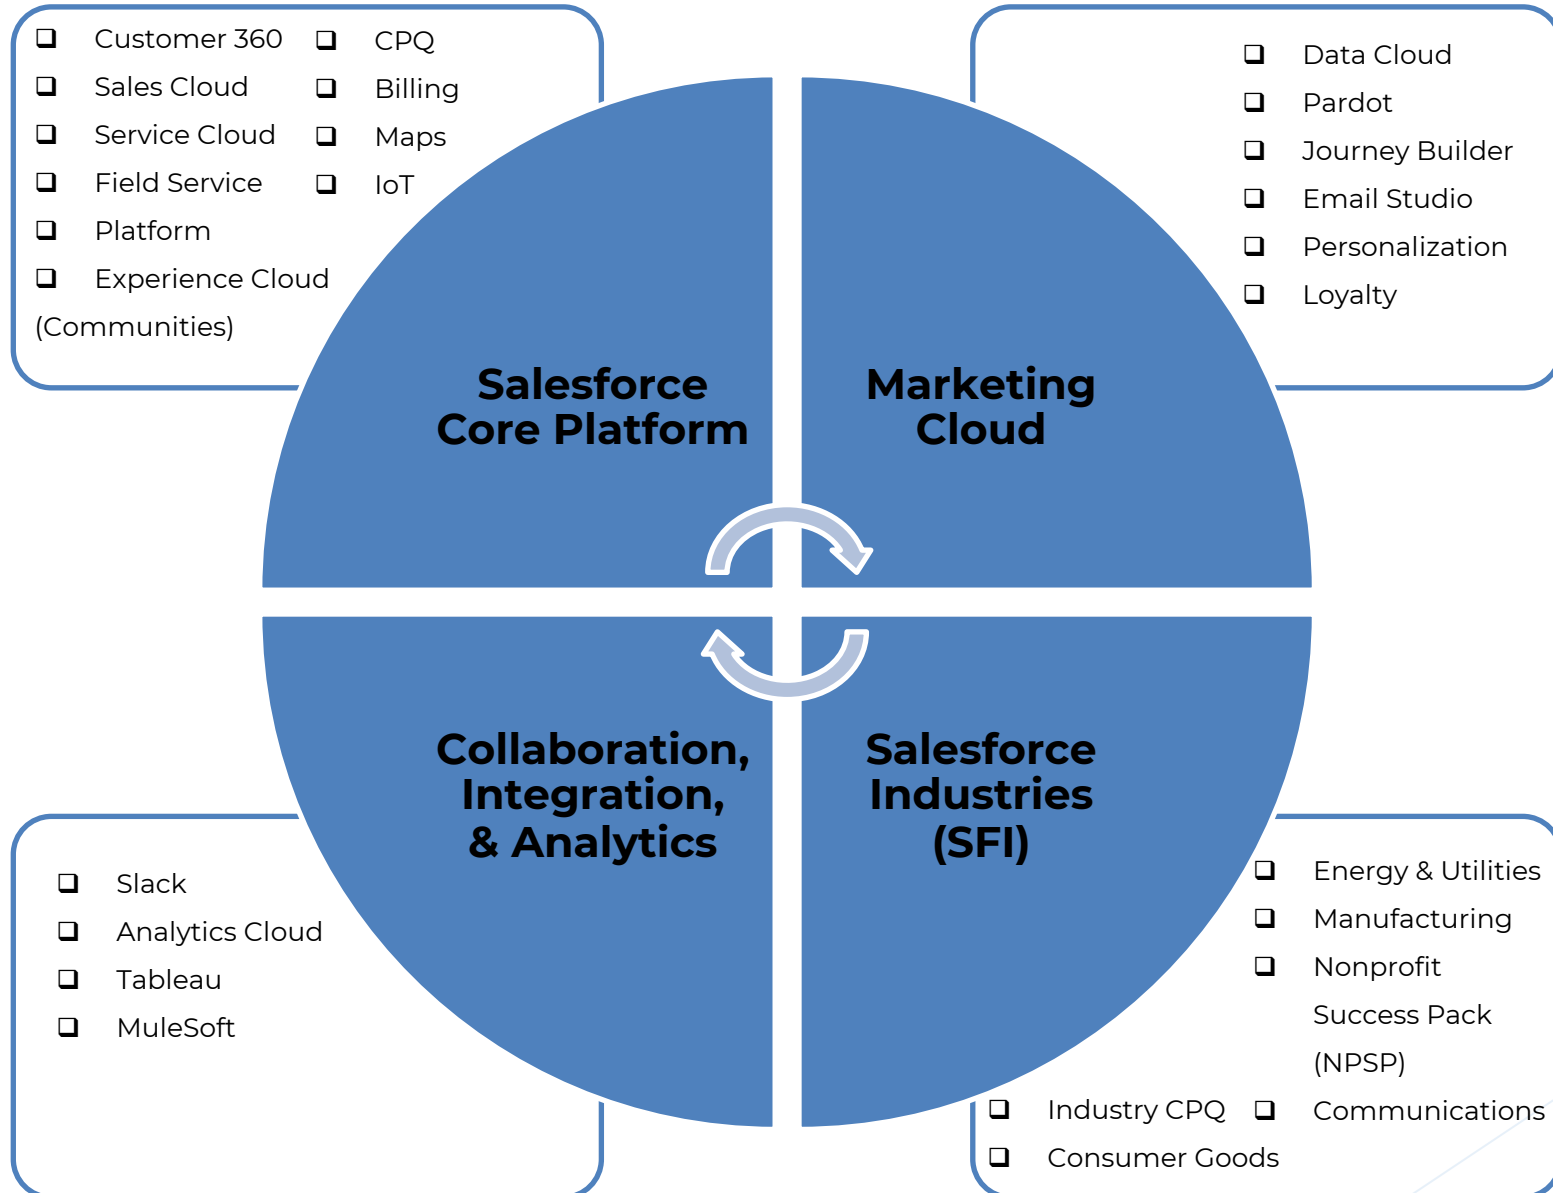 Customer 360
Sales Cloud
Service Cloud
Field Service
Platform
Experience Cloud
(Communities)
CPQ
Billing
Maps
IoT
Data Cloud
Pardot
Journey Builder
Email Studio
Personalization
Loyalty
Salesforce
Core Platform
Marketing
Cloud
Collaboration,
Integration,
& Analytics
Salesforce
Industries
(SFI)
Slack
Analytics Cloud
Tableau
MuleSoft
Energy & Utilities
Manufacturing
Nonprofit
Success Pack
(NPSP)
Communications
Industry CPQ
Consumer Goods